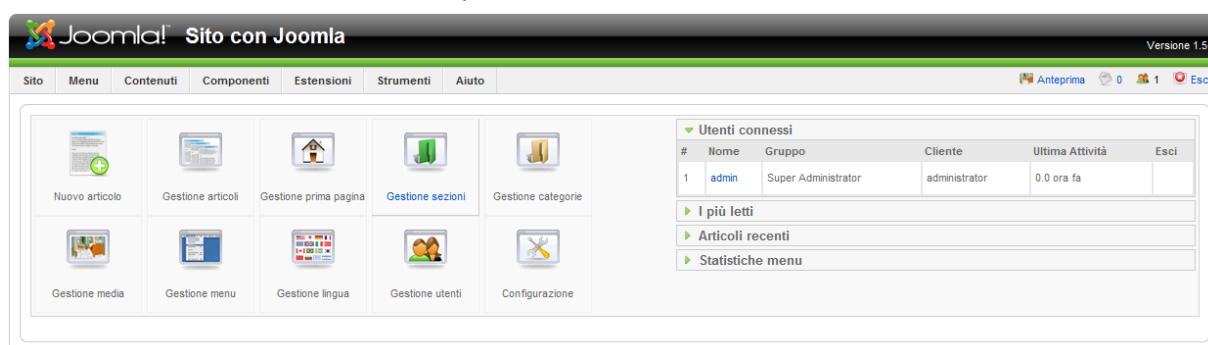 Joomla! Sito con Joomla
Versione 1.5
Sito Menu Contenuti Componenti Estensioni Strumenti Aiuto
Anteprima 0 1 Esc
Nuovo articolo Gestione articoli Gestione prima pagina Gestione sezioni Gestione categorie
Gestione media Gestione menu Gestione lingua Gestione utenti Configurazione
Utenti connessi
# Nome Gruppo Cliente Ultima Attività Esci
1 admin Super Administrator administrator 0.0 ora fa
I più letti
Articoli recenti
Statistiche menu